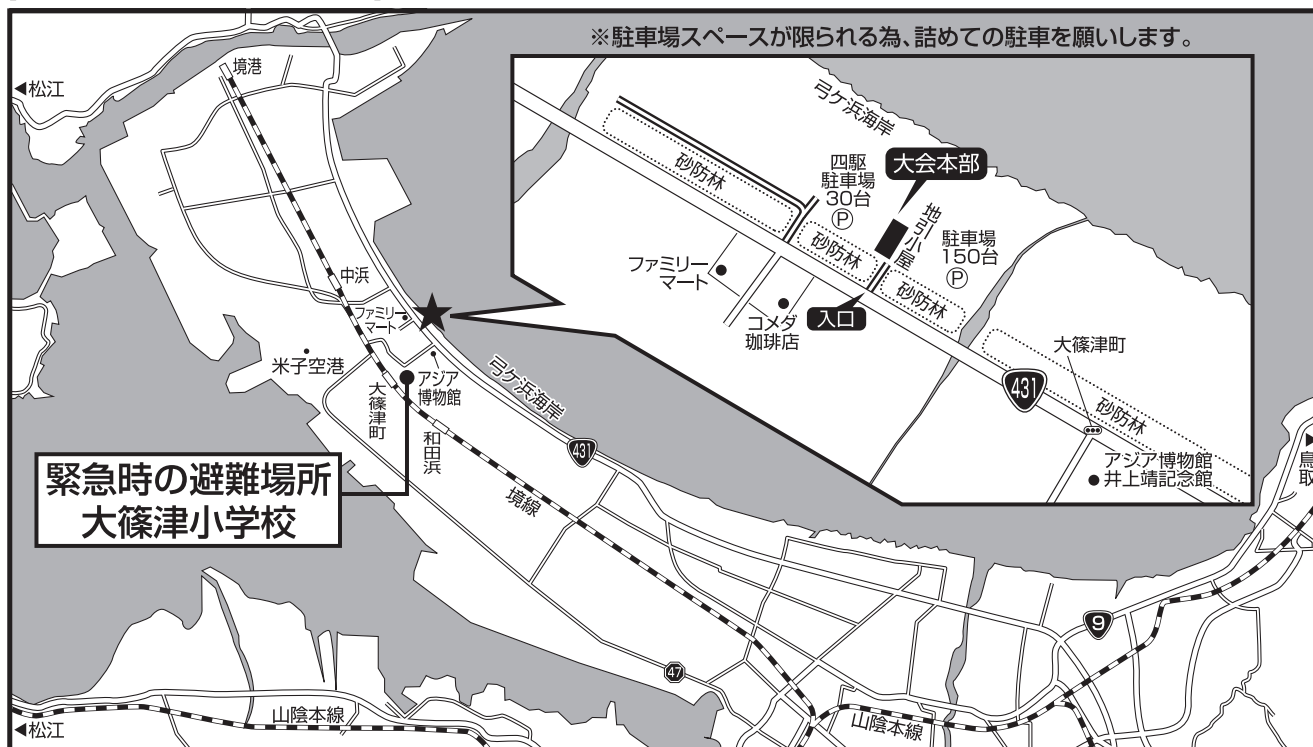 ※駐車場スペースが限られる為、詰めての駐車を願いします。
◀松江
境港
中浜
ファミリー
マート
米子空港
大篠津町
アジア
博物館
和田浜
弓ケ浜海岸
431
境線
緊急時の避難場所
大篠津小学校
47
9
◀松江
山陰本線
山陰本線
▶鳥取
弓ケ浜海岸
砂防林
四駆
駐車場
30台
P
大会本部
地引小屋
駐車場
150台
P
砂防林
砂防林
ファミリー
マート
コメダ
珈琲店
入口
大篠津町
431
砂防林
アジア博物館
井上靖記念館